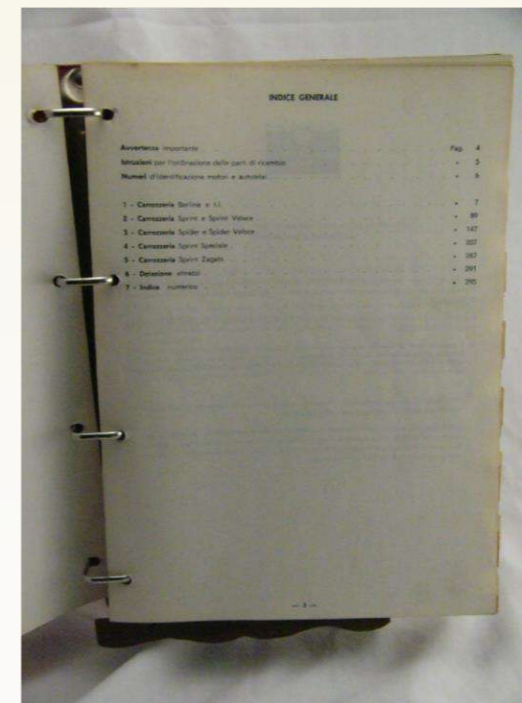 INDICE GENERALE
Avvertenza importante Pag. 4
Istruzioni per l'ordinazione delle parti di ricambio » 5
Numeri d'identificazione motori e autotelai » 6
1 - Carrozzeria Berlina e t.i. » 7
2 - Carrozzeria Sprint e Sprint Veloce » 89
3 - Carrozzeria Spider e Spider Veloce » 147
4 - Carrozzeria Sprint Speciale »
5 - Carrozzeria Sprint Zagato »
6 - Dotazione attrezzi » 291
7 - Indice numerico » 295
— 3 —